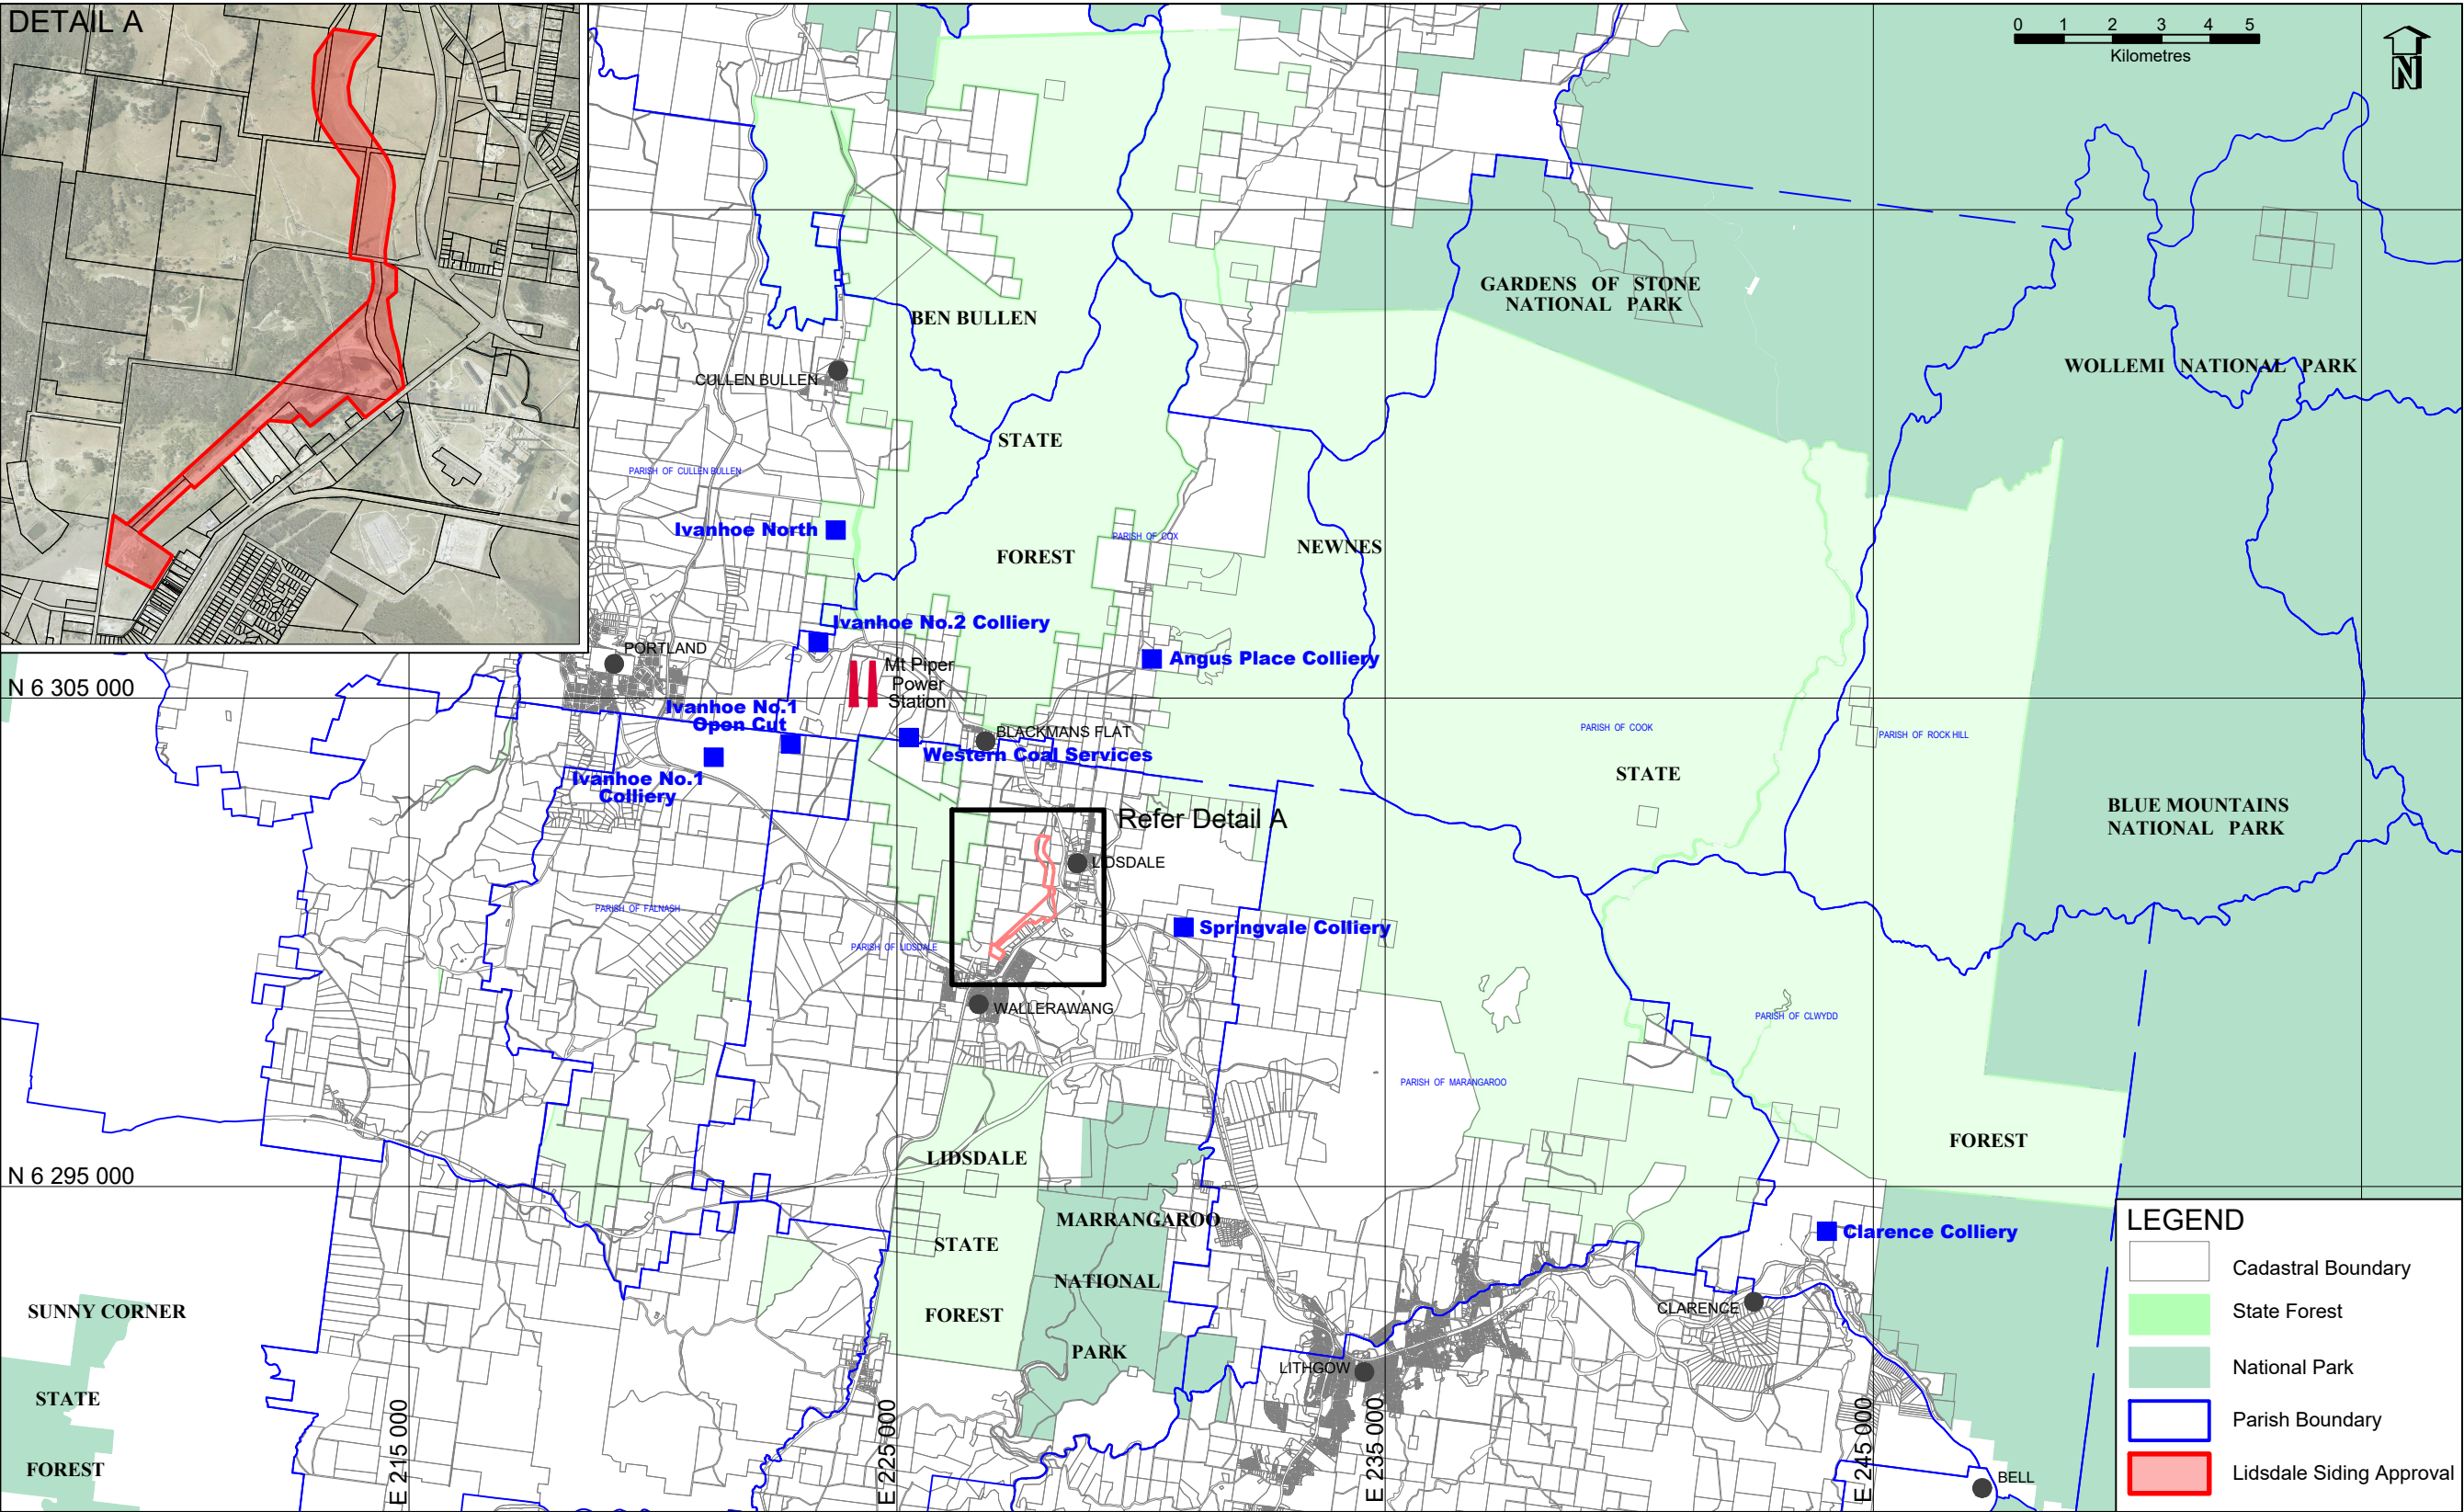 DETAIL A
0 1 2 3 4 5
Kilometres
N
GARDENS OF STONE
NATIONAL PARK
BEN BULLEN
WOLLEMI NATIONAL PARK
CULLEN BULLEN
STATE
PARISH OF CULLEN BULLEN
Ivanhoe North
PARISH OF COX
NEWNES
FOREST
Ivanhoe No.2 Colliery
PORTLAND
Angus Place Colliery
Mt Piper
Power
Station
N 6 305 000
Ivanhoe No.1
Open Cut
BLACKMANS FLAT
Western Coal Services
PARISH OF COOK
PARISH OF ROCK HILL
Ivanhoe No.1
Colliery
STATE
BLUE MOUNTAINS
NATIONAL PARK
Refer Detail A
LIDSDALE
PARISH OF FALNASH
PARISH OF LIDSDALE
Springvale Colliery
WALLERAWANG
PARISH OF CLWYDD
PARISH OF MARANGAROO
FOREST
LIDSDALE
N 6 295 000
MARRANGAROO
STATE
NATIONAL
FOREST
PARK
Clarence Colliery
CLARENCE
LITHGOW
SUNNY CORNER
STATE
FOREST
E 215 000
E 225 000
E 235 000
E 245 000
BELL
LEGEND
Cadastral Boundary
State Forest
National Park
Parish Boundary
Lidsdale Siding Approval